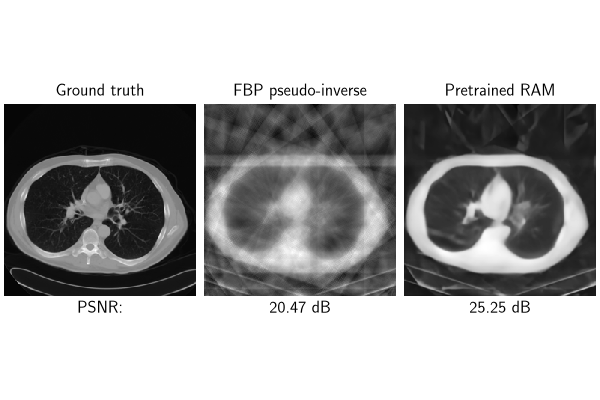 Ground truth FBP pseudo-inverse Pretrained RAM
PSNR: 20.47 dB 25.25 dB